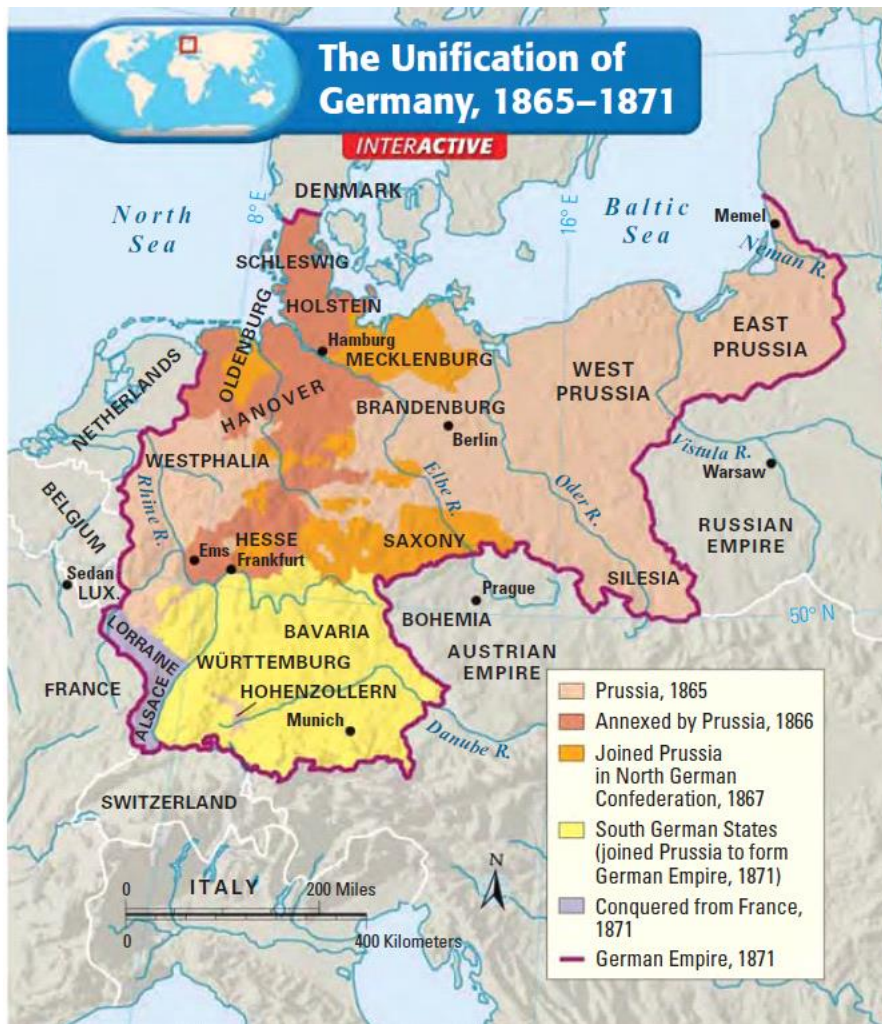 The Unification of
Germany, 1865–1871
INTERACTIVE
DENMARK
North
Sea
8° E
16° E
Baltic
Sea
Memel
Neman R.
SCHLESWIG
HOLSTEIN
Hamburg
MECKLENBURG
EAST
PRUSSIA
WEST
PRUSSIA
OLDENBURG
HANOVER
NETHERLANDS
BRANDENBURG
Berlin
WESTPHALIA
Vistula R.
Warsaw
BELGIUM
Rhine R.
Elbe R.
Oder R.
RUSSIAN
EMPIRE
HESSE
Ems
Frankfurt
SAXONY
Sedan
LUX.
SILESIA
Prague
BOHEMIA
50° N
LORRAINE
BAVARIA
AUSTRIAN
EMPIRE
WÜRTTEMBURG
FRANCE
ALSACE
HOHENZOLLERN
Munich
Danube R.
SWITZERLAND
ITALY
0
200 Miles
0
400 Kilometers
N
Prussia, 1865
Annexed by Prussia, 1866
Joined Prussia
in North German
Confederation, 1867
South German States
(joined Prussia to form
German Empire, 1871)
Conquered from France,
1871
German Empire, 1871